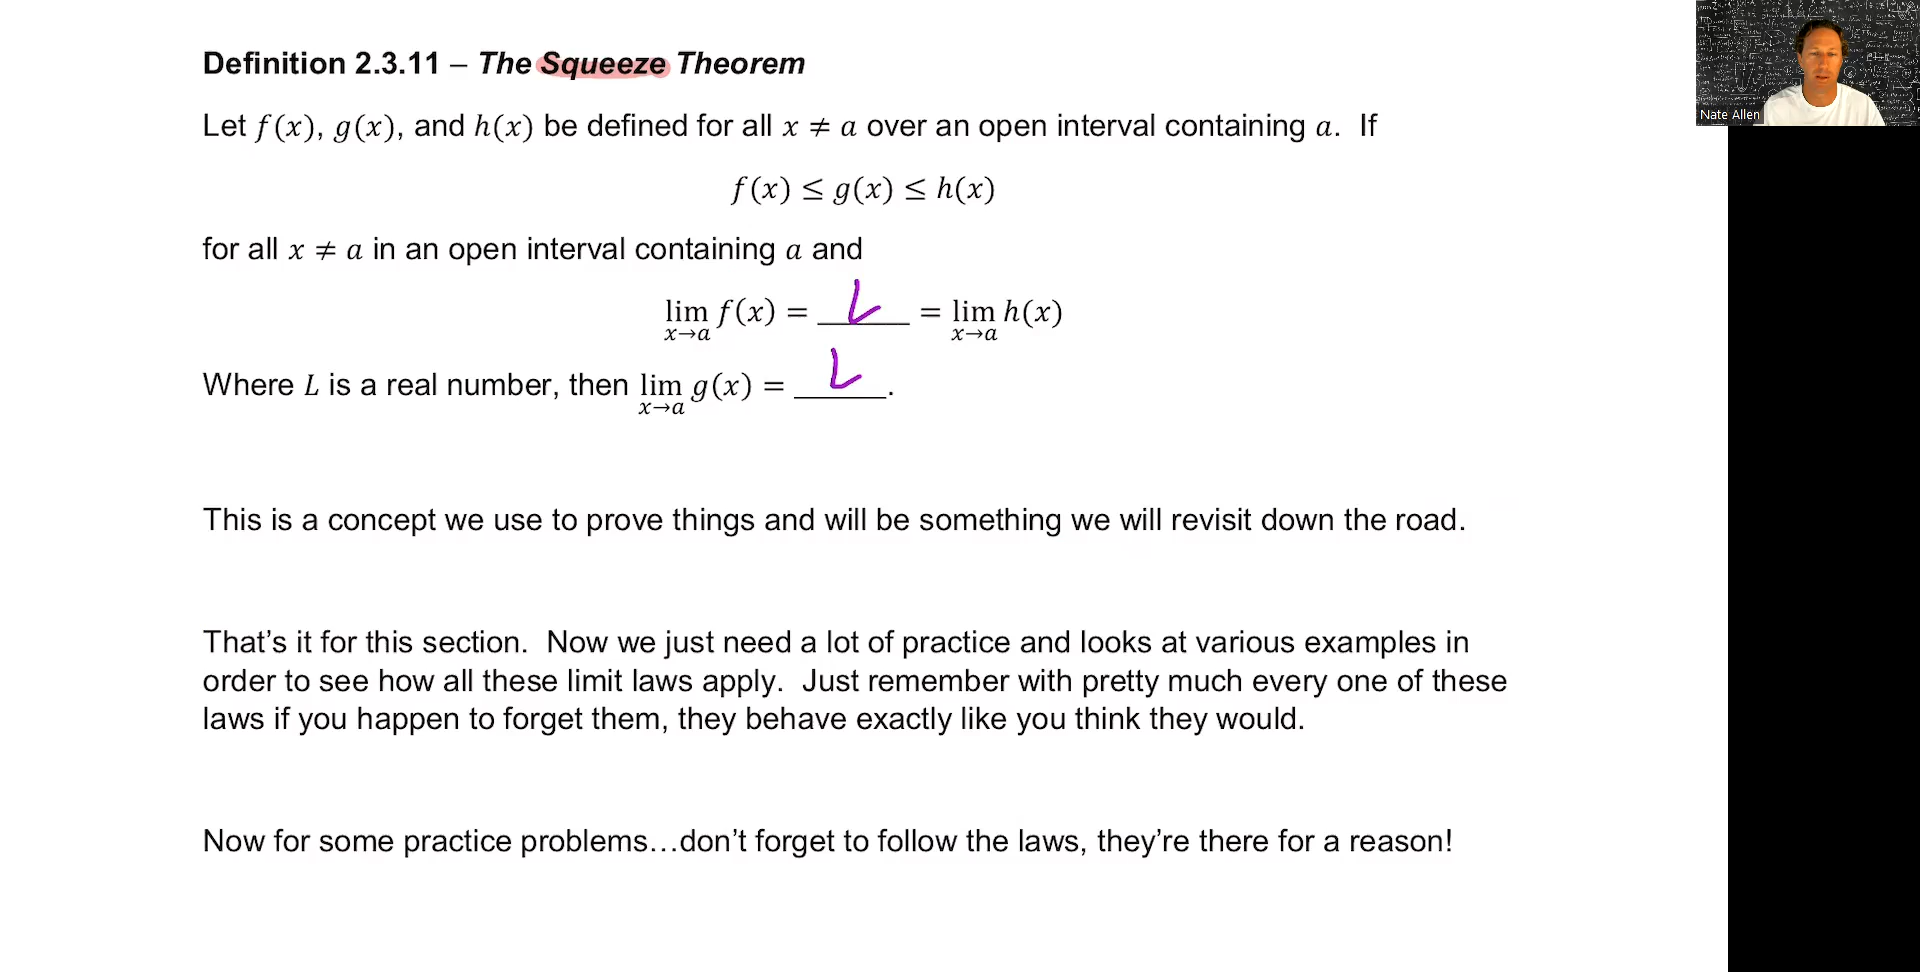 Definition 2.3.11 – The Squeeze Theorem
Nate Allen
Let f(x), g(x), and h(x) be defined for all x ≠ a over an open interval containing a. If
f(x) ≤ g(x) ≤ h(x)
for all x ≠ a in an open interval containing a and
lim x→a f(x) = L = lim x→a h(x)
Where L is a real number, then lim x→a g(x) = L.
This is a concept we use to prove things and will be something we will revisit down the road.
That’s it for this section. Now we just need a lot of practice and looks at various examples in
order to see how all these limit laws apply. Just remember with pretty much every one of these
laws if you happen to forget them, they behave exactly like you think they would.
Now for some practice problems…don’t forget to follow the laws, they’re there for a reason!